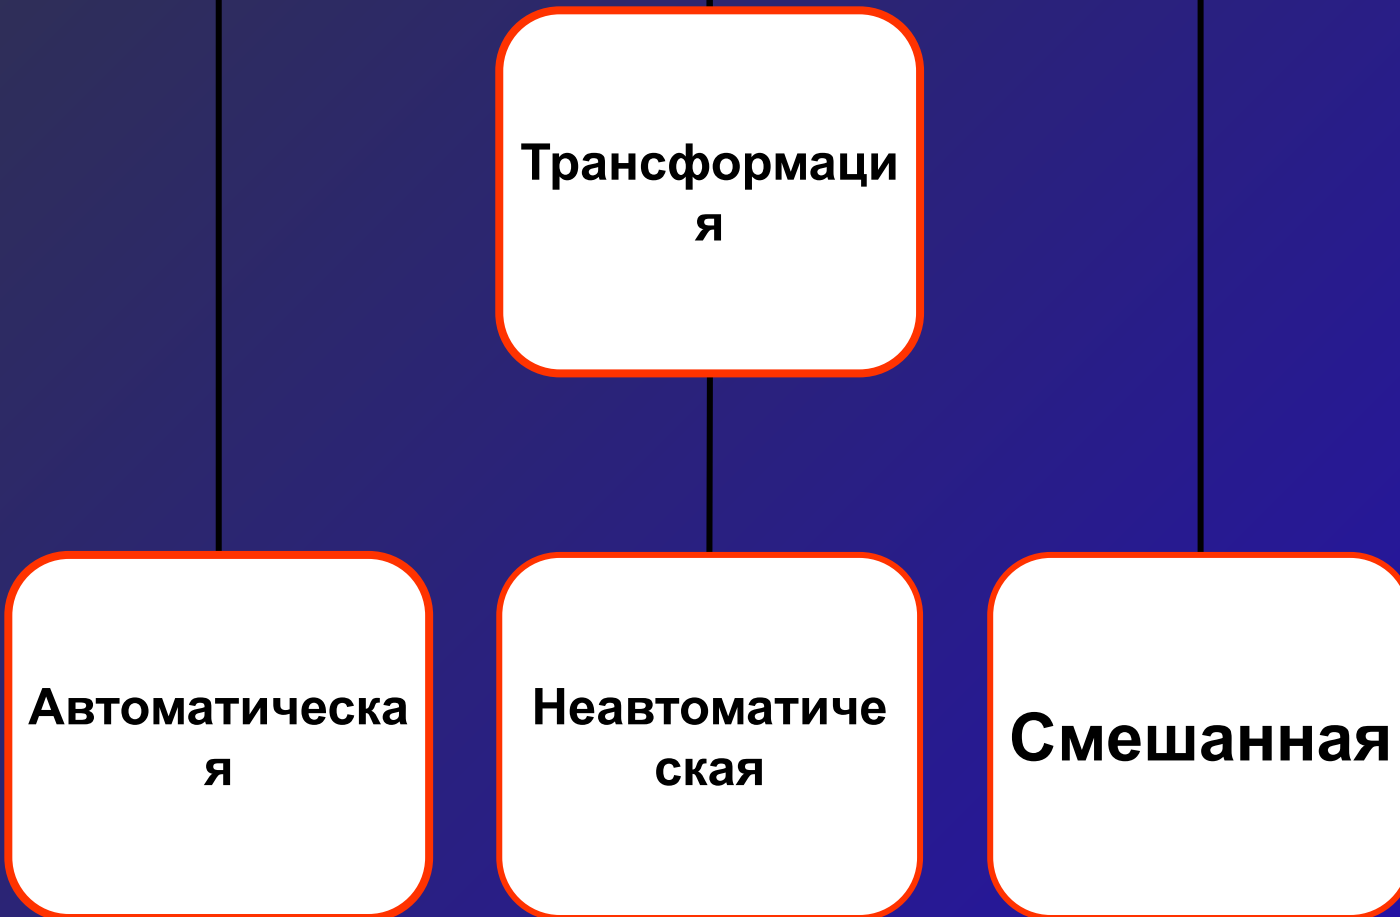 Трансформаци
я
Автоматическа
я
Неавтоматиче
ская
Смешанная